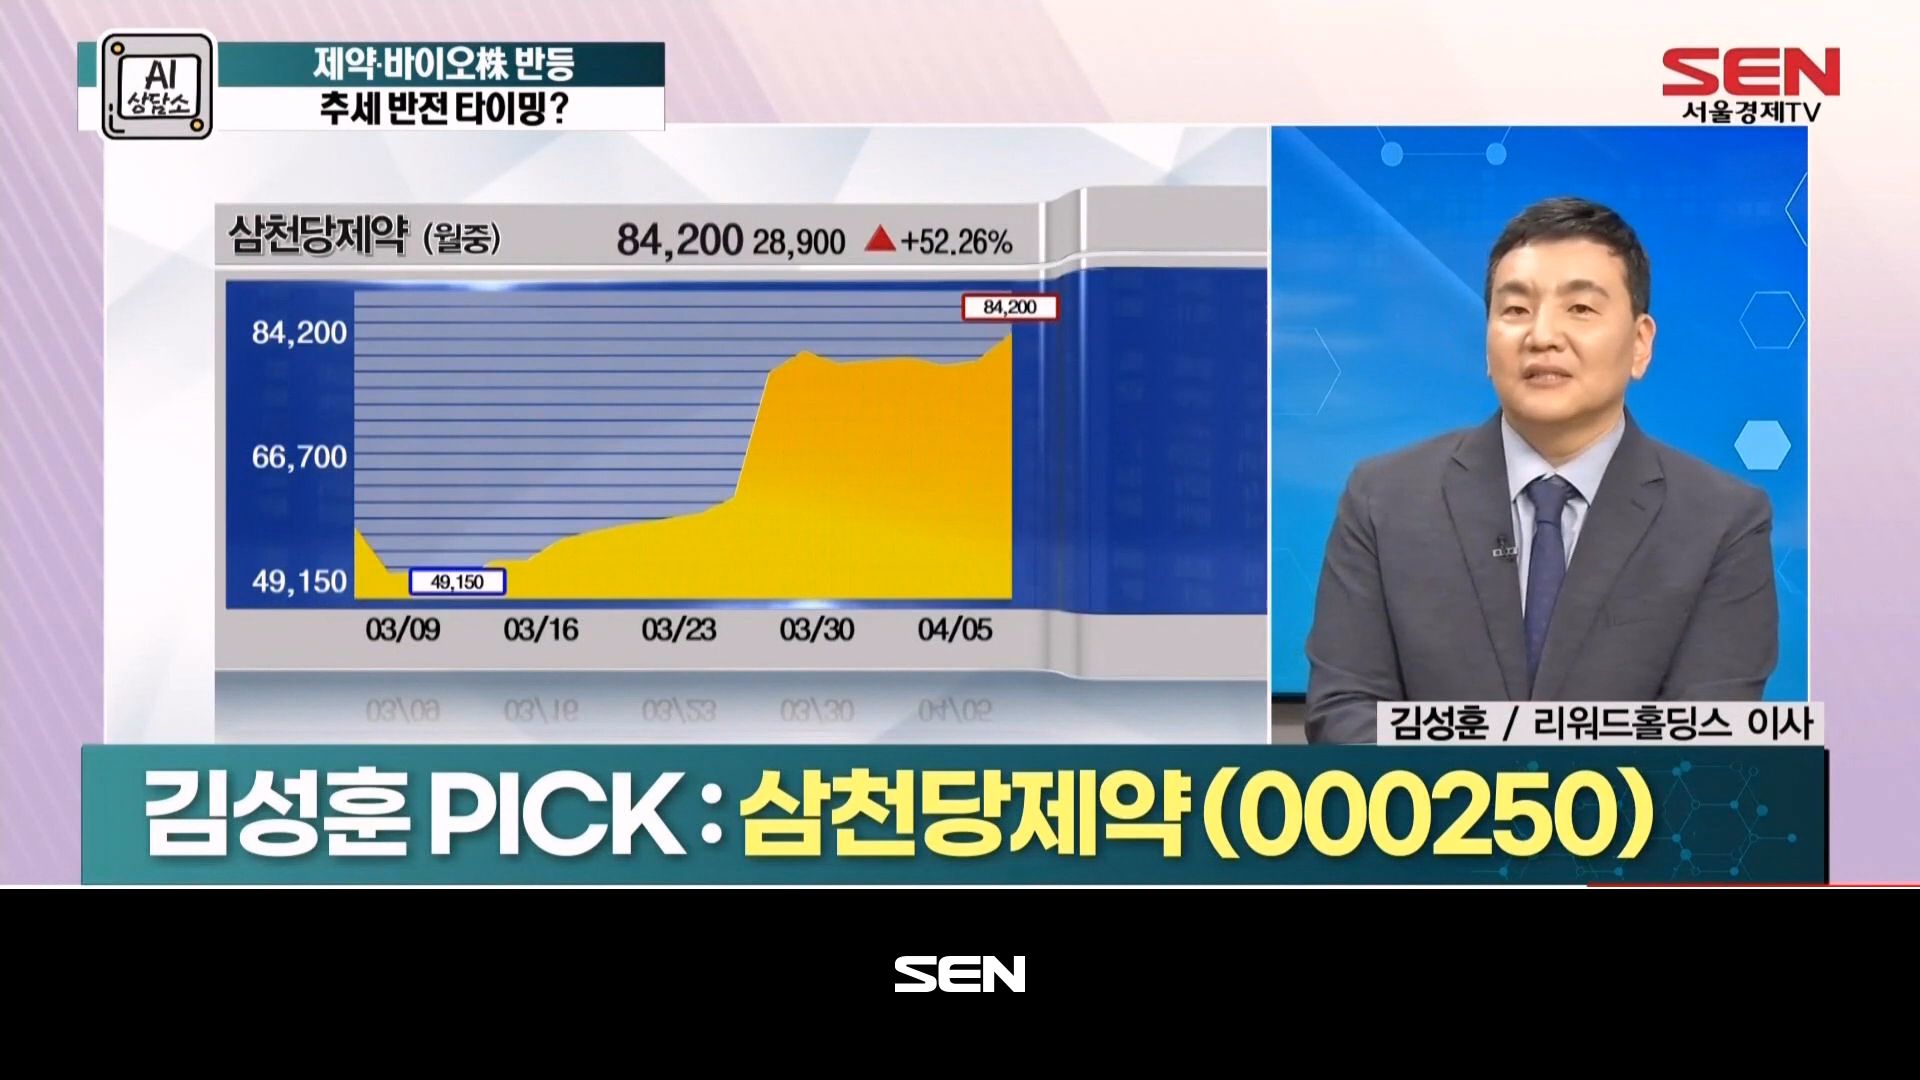 AI
상담소
제약·바이오株 반등
추세 반전 타이밍?
SEN
서울경제TV
삼천당제약 (월중) 84,200 28,900 ▲+52.26%
84,200
84,200
66,700
49,150
49,150
03/09 03/16 03/23 03/30 04/05
김성훈 / 리워드홀딩스 이사
김성훈 PICK : 삼천당제약(000250)
SEN